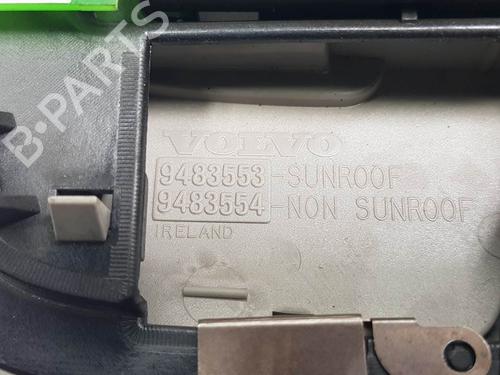 B-PARTS
VOLVO
9483553-SUNROOF
9483554-NON SUNROOF
IRELAND